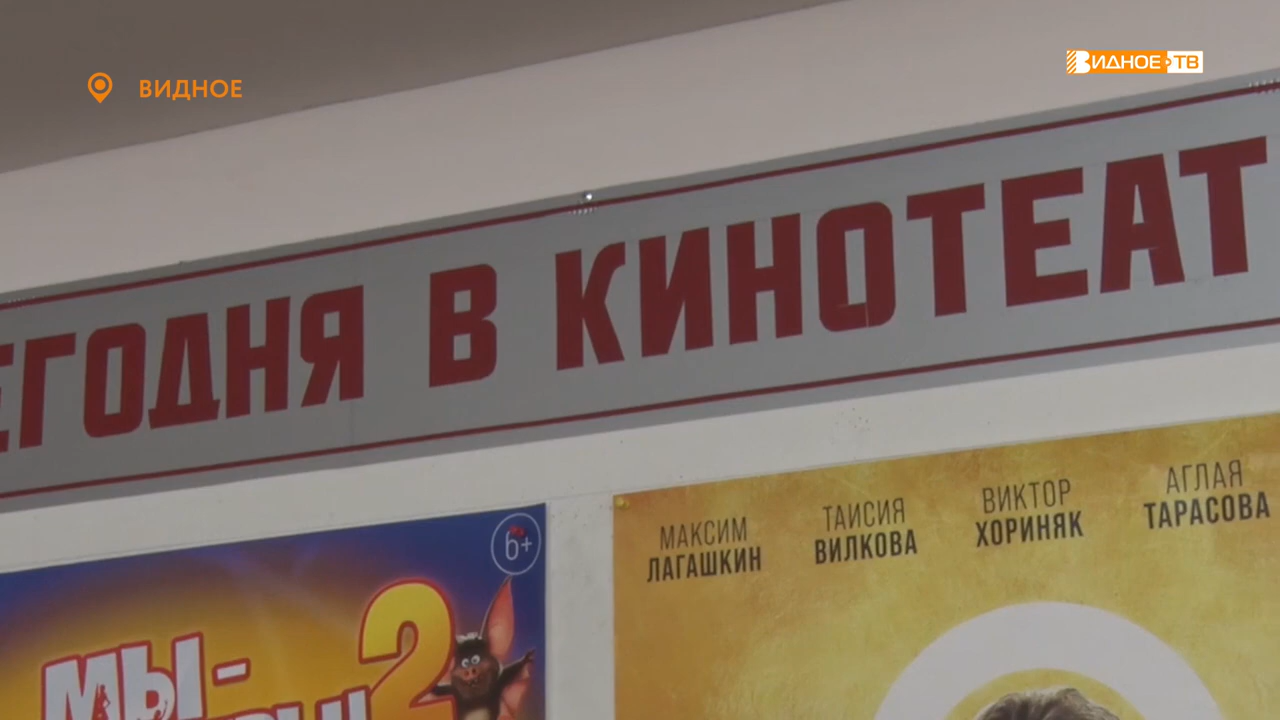 ВИДНОЕ
ВИДНОЕ ТВ
ЕГОДНЯ В КИНОТЕАТ
МАКСИМ ЛАГАШКИН
ТАИСИЯ ВИЛКОВА
ВИКТОР ХОРИНЯК
АГЛАЯ ТАРАСОВА
6+
МЫ-
2